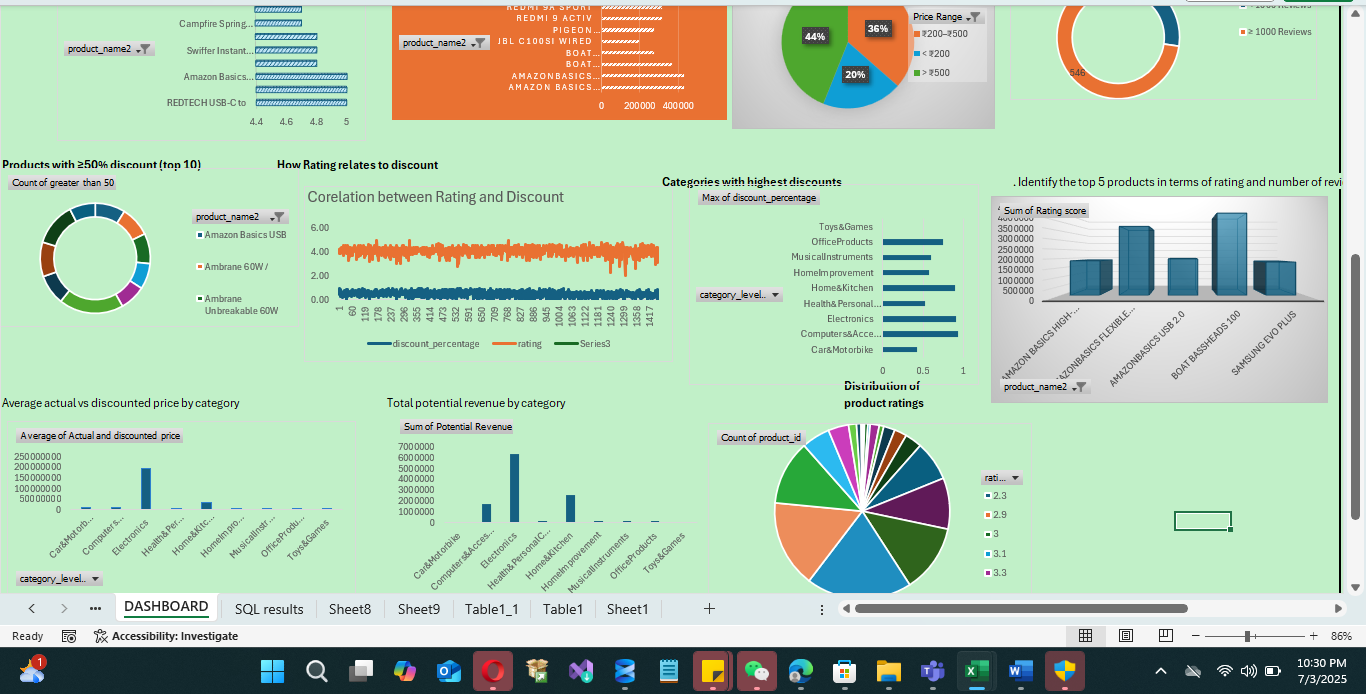 Campfire Spring...
product_name2
Swiffer Instant...
Amazon Basics...
REDTECH USB-C to
4.4 4.6 4.8 5
REDMI 9A SPORT
REDMI 9 ACTIV
PIGEON...
JBL C100SI WIRED
BOAT...
BOAT...
AMAZONBASICS...
AMAZON BASICS...
product_name2
0 200000 400000
44%
36%
20%
Price Range
₹200–₹500
< ₹200
> ₹500
546
≥ 1000 Reviews
Products with ≥50% discount (top 10)
Count of greater than 50
product_name2
Amazon Basics USB
Ambrane 60W /
Ambrane
Unbreakable 60W
How Rating relates to discount
Corelation between Rating and Discount
6.00
4.00
2.00
0.00
1 60 119 178 237 296 355 414 473 532 591 650 709 768 827 886 945 1004 1063 1122 1181 1240 1299 1358 1417
discount_percentage rating Series3
Categories with highest discounts
Max of discount_percentage
category_level..
Toys&Games
OfficeProducts
MusicalInstruments
HomeImprovement
Home&Kitchen
Health&Personal...
Electronics
Computers&Acce...
Car&Motorbike
0 0.5 1
. Identify the top 5 products in terms of rating and number of revi
Sum of Rating score
4000000
3500000
3000000
2500000
2000000
1500000
1000000
500000
0
AMAZON BASICS HIGH-...
AMAZONBASICS FLEXIBLE...
AMAZONBASICS USB 2.0
BOAT BASSHEADS 100
SAMSUNG EVO PLUS
product_name2
Average actual vs discounted price by category
Average of Actual and discounted price
250000000
200000000
150000000
100000000
50000000
0
Car&Motorb...
Computers...
Electronics
Health&Per...
Home&Kitc...
HomeImpro...
MusicalInstr...
OfficeProdu...
Toys&Games
category_level..
Total potential revenue by category
Sum of Potential Revenue
7000000
6000000
5000000
4000000
3000000
2000000
1000000
0
Car&Motorbike
Computers&Acces...
Electronics
Health&PersonalC...
Home&Kitchen
HomeImprovement
MusicalInstruments
OfficeProducts
Toys&Games
Distribution of
product ratings
Count of product_id
rati...
2.3
2.9
3
3.1
3.3
DASHBOARD SQL results Sheet8 Sheet9 Table1_1 Table1 Sheet1
Ready Accessibility: Investigate 86%
1
10:30 PM
7/3/2025